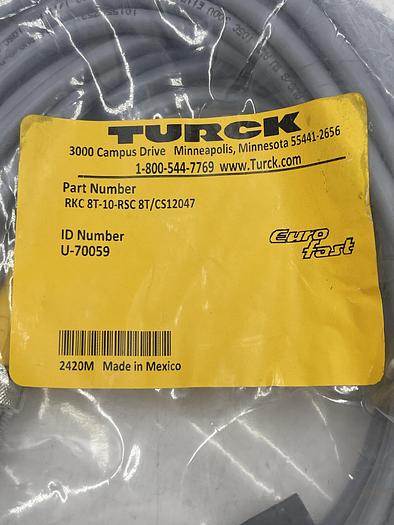 TURCK
3000 Campus Drive Minneapolis, Minnesota 55441-2656
1-800-544-7769 www.Turck.com
Part Number
RKC 8T-10-RSC 8T/CS12047
ID Number
U-70059
Euro
fast
2420M Made in Mexico